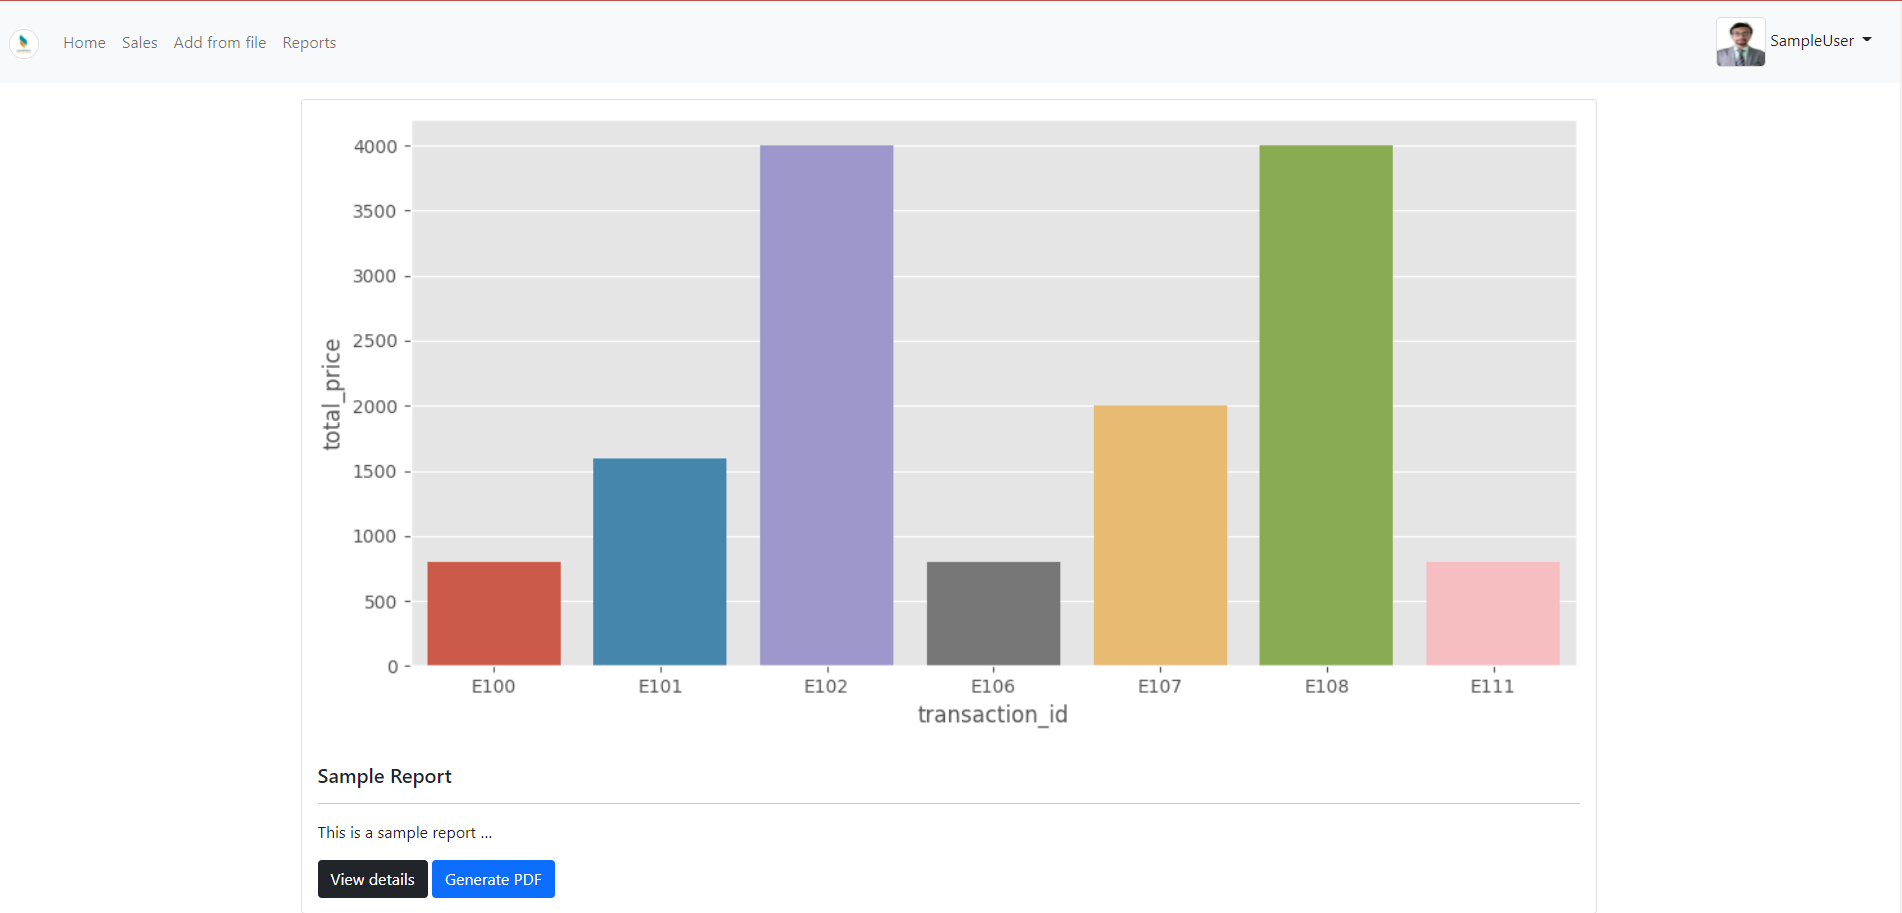 Home Sales Add from file Reports SampleUser
4000
3500
3000
2500
2000
1500
1000
500
0
total_price
E100 E101 E102 E106 E107 E108 E111
transaction_id
Sample Report
This is a sample report ...
View details Generate PDF